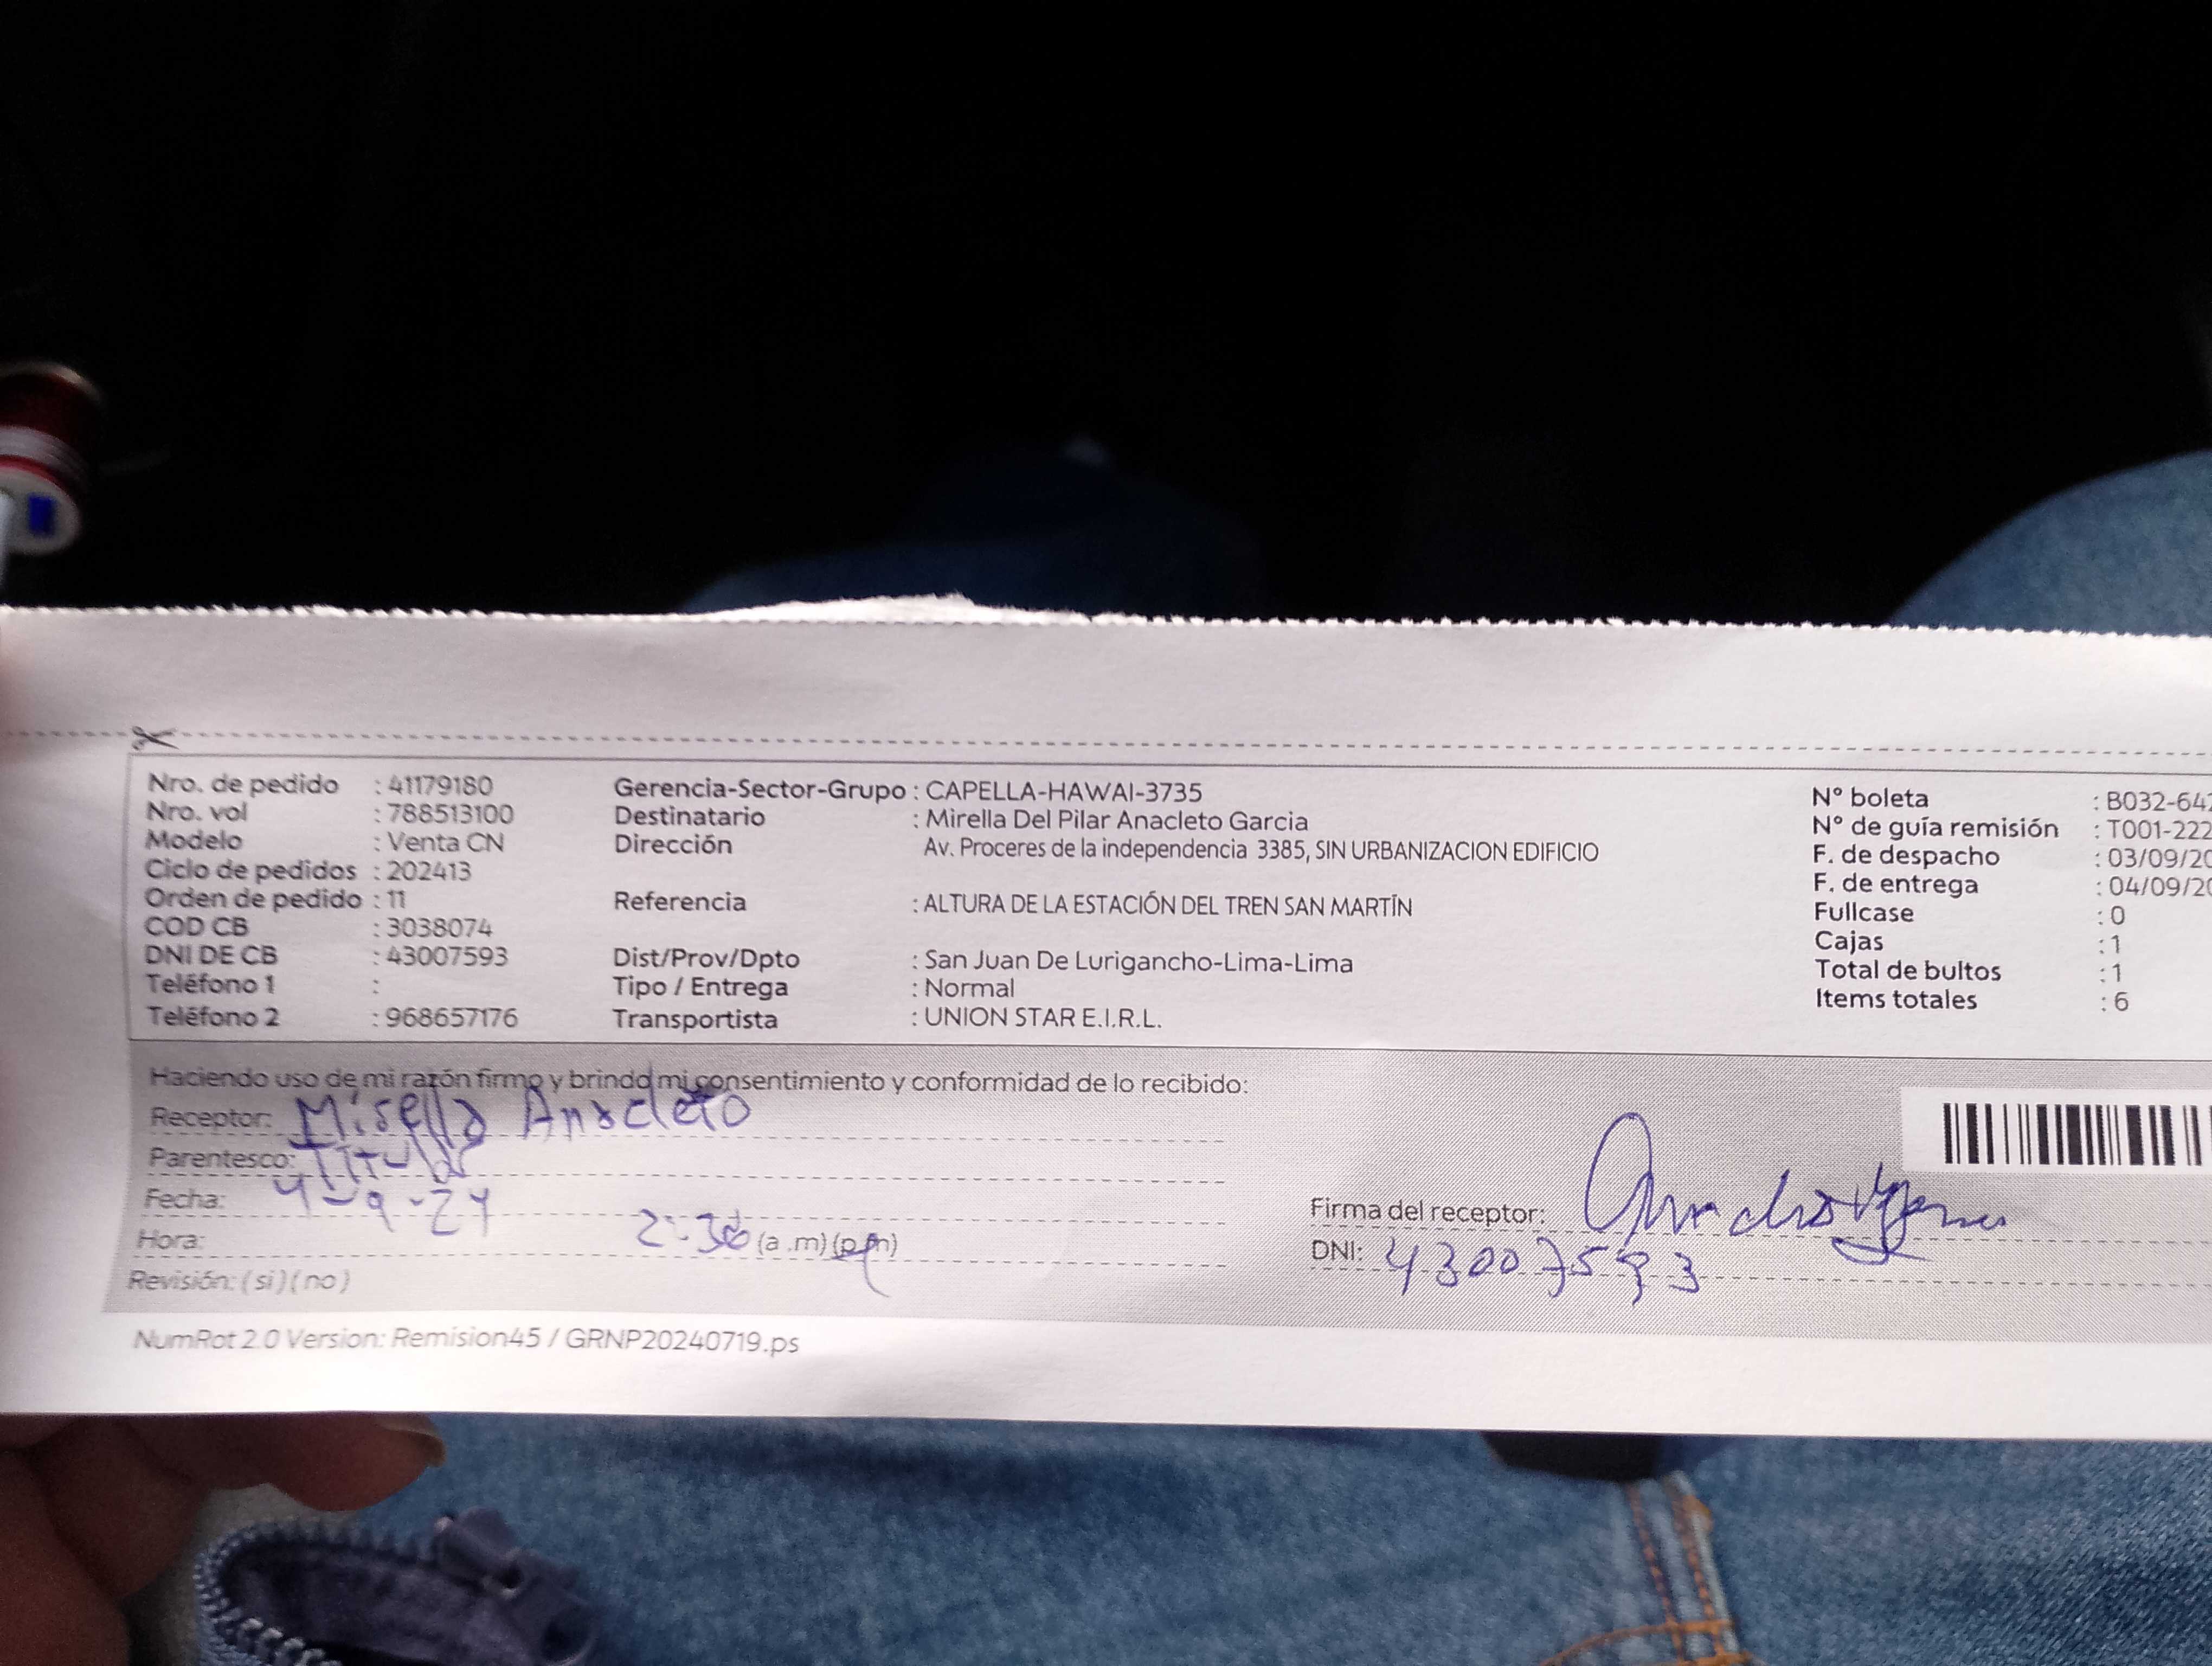 Nro. de pedido : 41179180
Nro. vol : 788513100
Modelo : Venta CN
Ciclo de pedidos : 202413
Orden de pedido : 11
COD CB : 3038074
DNI DE CB : 43007593
Teléfono 1 :
Teléfono 2 : 968657176
Gerencia-Sector-Grupo : CAPELLA-HAWAI-3735
Destinatario : Mirella Del Pilar Anacleto Garcia
Dirección Av. Proceres de la independencia 3385, SIN URBANIZACION EDIFICIO
Referencia : ALTURA DE LA ESTACIÓN DEL TREN SAN MARTÍN
Dist/Prov/Dpto : San Juan De Lurigancho-Lima-Lima
Tipo / Entrega : Normal
Transportista : UNION STAR E.I.R.L.
N° boleta : B032-642
N° de guía remisión : T001-222
F. de despacho : 03/09/20
F. de entrega : 04/09/20
Fullcase : 0
Cajas : 1
Total de bultos : 1
Items totales : 6
Haciendo uso de mi razón firmo y brindo mi consentimiento y conformidad de lo recibido:
Receptor: Mirella Anacleto
Parentesco: Titular
Fecha: 4-9-24
Hora: (a .m) (p.m)
Revisión: ( si ) ( no )
Firma del receptor:
DNI: 43007593
NumRot 2.0 Version: Remision45 / GRNP20240719.ps